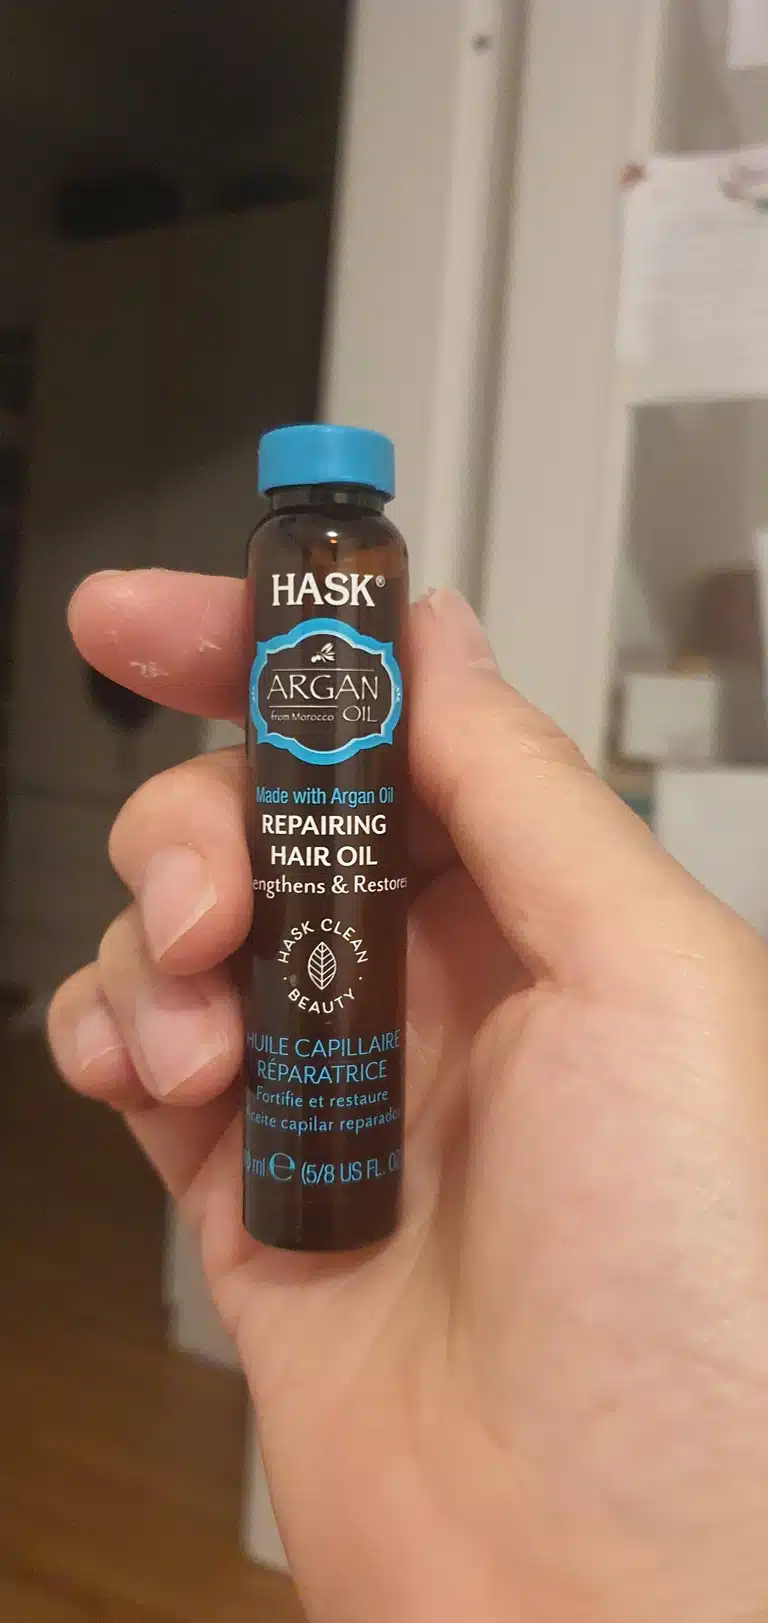 HASK®
ARGAN
from Morocco OIL
Made with Argan Oil
REPAIRING
HAIR OIL
engthens & Restores
HASK CLEAN
BEAUTY
HUILE CAPILLAIRE
RÉPARATRICE
Fortifie et restaure
ceite capilar reparado
ml e (5/8 US FL. OZ